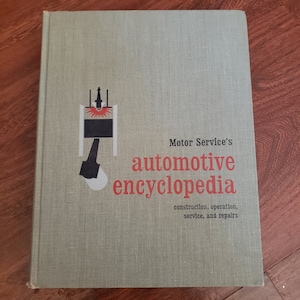 Motor Service's
automotive
encyclopedia
construction, operation,
service, and repairs